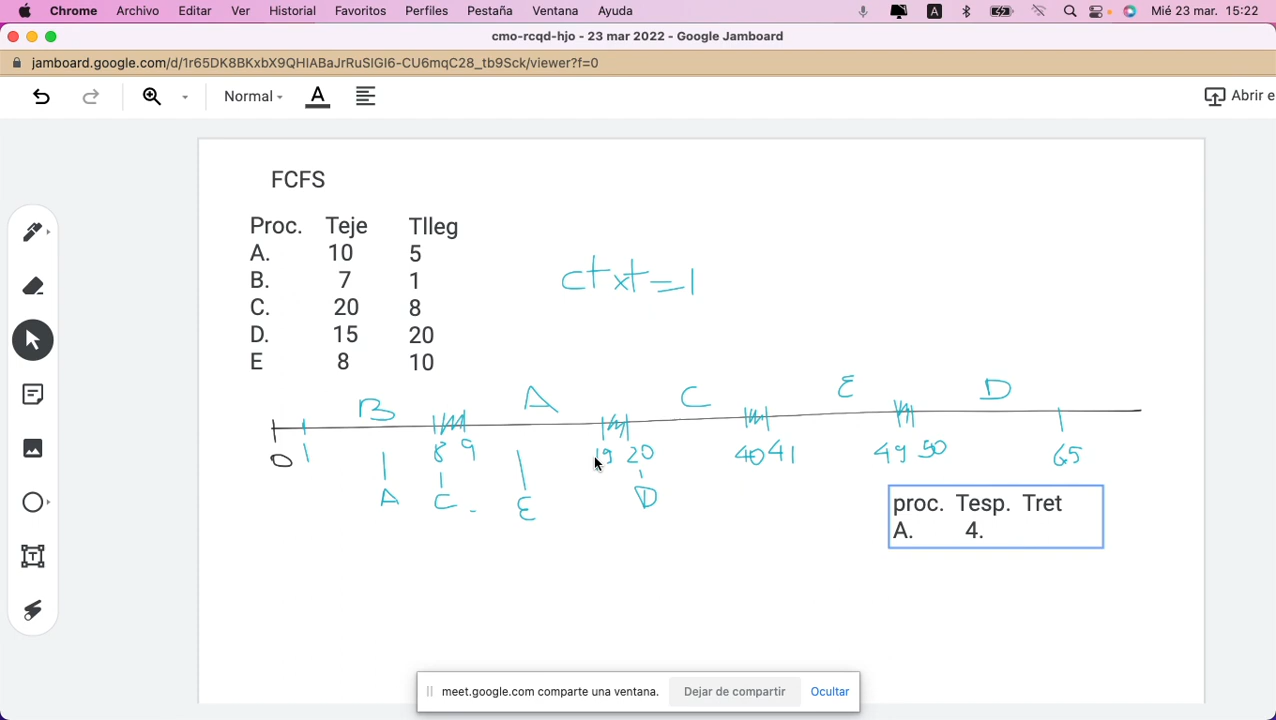 Chrome Archivo Editar Ver Historial Favoritos Perfiles Pestaña Ventana Ayuda A Mié 23 mar. 15:22
cmo-rcqd-hjo - 23 mar 2022 - Google Jamboard
jamboard.google.com/d/1r65DK8BKxbX9QHIABaJrRuSlGI6-CU6mqC28_tb9Sck/viewer?f=0
Normal A Abrir e
FCFS
Proc. Teje Tlleg
A. 10 5
B. 7 1
C. 20 8
D. 15 20
E 8 10
ctxt=1
B A C E D
0 1 8 9 19 20 40 41 49 50 65
A C E D
proc. Tesp. Tret
A. 4.
meet.google.com comparte una ventana. Dejar de compartir Ocultar